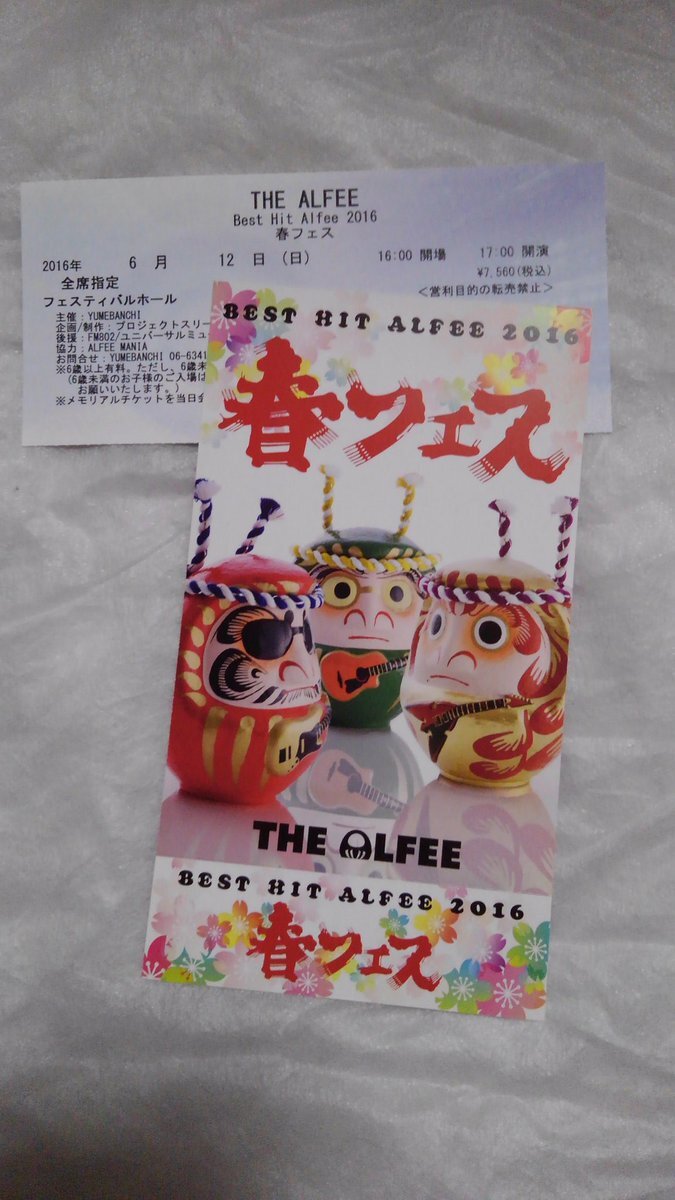 THE ALFEE
Best Hit Alfee 2016
春フェス
2016年 6 月 12 日 (日) 16:00 開場 17:00 開演
全席指定 ¥7,560(税込)
フェスティバルホール <営利目的の転売禁止>
主催:YUMEBANCHI
企画/制作:プロジェクトスリー
後援:FM802/ユニバーサルミュー
協力:ALFEE MANIA
お問合せ:YUMEBANCHI 06-6341
※6歳以上有料。ただし、6歳未
(6歳未満のお子様のご入場は
お願いいたします。)
※メモリアルチケットを当日会
BEST HIT ALFEE 2016
春フェス
THE ALFEE
BEST HIT ALFEE 2016
春フェス